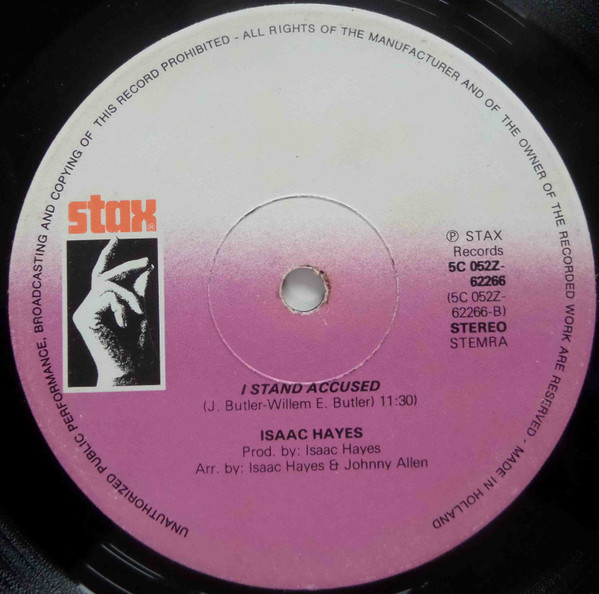 UNAUTHORIZED PUBLIC PERFORMANCE, BROADCASTING AND COPYING OF THIS RECORD PROHIBITED - ALL RIGHTS OF THE MANUFACTURER AND OF THE OWNER OF THE RECORDED WORK ARE RESERVED - MADE IN HOLLAND
stax®
℗ STAX
Records
5C 052Z-
62266
(5C 052Z-
62266-B)
STEREO
STEMRA
I STAND ACCUSED
(J. Butler-Willem E. Butler) 11:30)
ISAAC HAYES
Prod. by: Isaac Hayes
Arr. by: Isaac Hayes & Johnny Allen